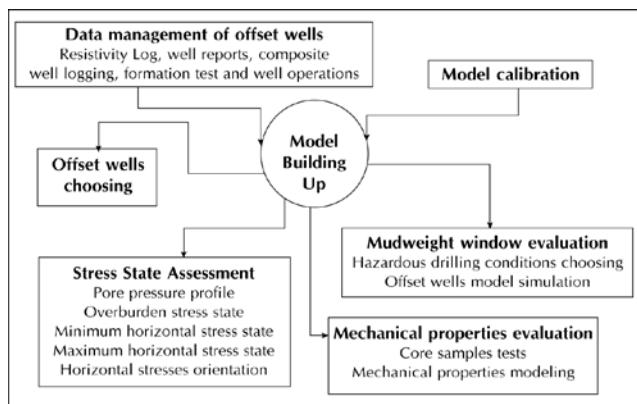 Data management of offset wells
Resistivity Log, well reports, composite
well logging, formation test and well operations
Model calibration
Model
Building
Up
Offset wells
choosing
Mudweight window evaluation
Hazardous drilling conditions choosing
Offset wells model simulation
Stress State Assessment
Pore pressure profile
Overburden stress state
Minimum horizontal stress state
Maximum horizontal stress state
Horizontal stresses orientation
Mechanical properties evaluation
Core samples tests
Mechanical properties modeling